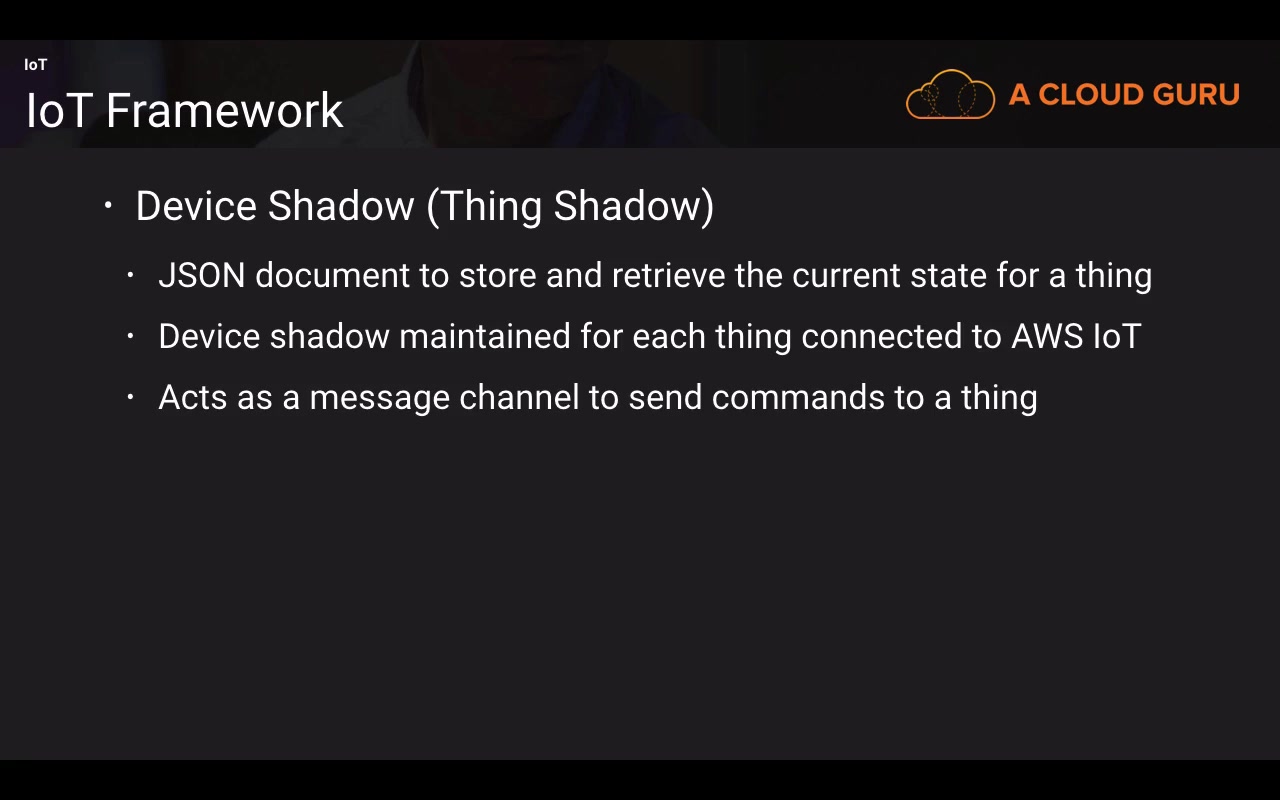 IoT
IoT Framework
A CLOUD GURU
• Device Shadow (Thing Shadow)
• JSON document to store and retrieve the current state for a thing
• Device shadow maintained for each thing connected to AWS IoT
• Acts as a message channel to send commands to a thing